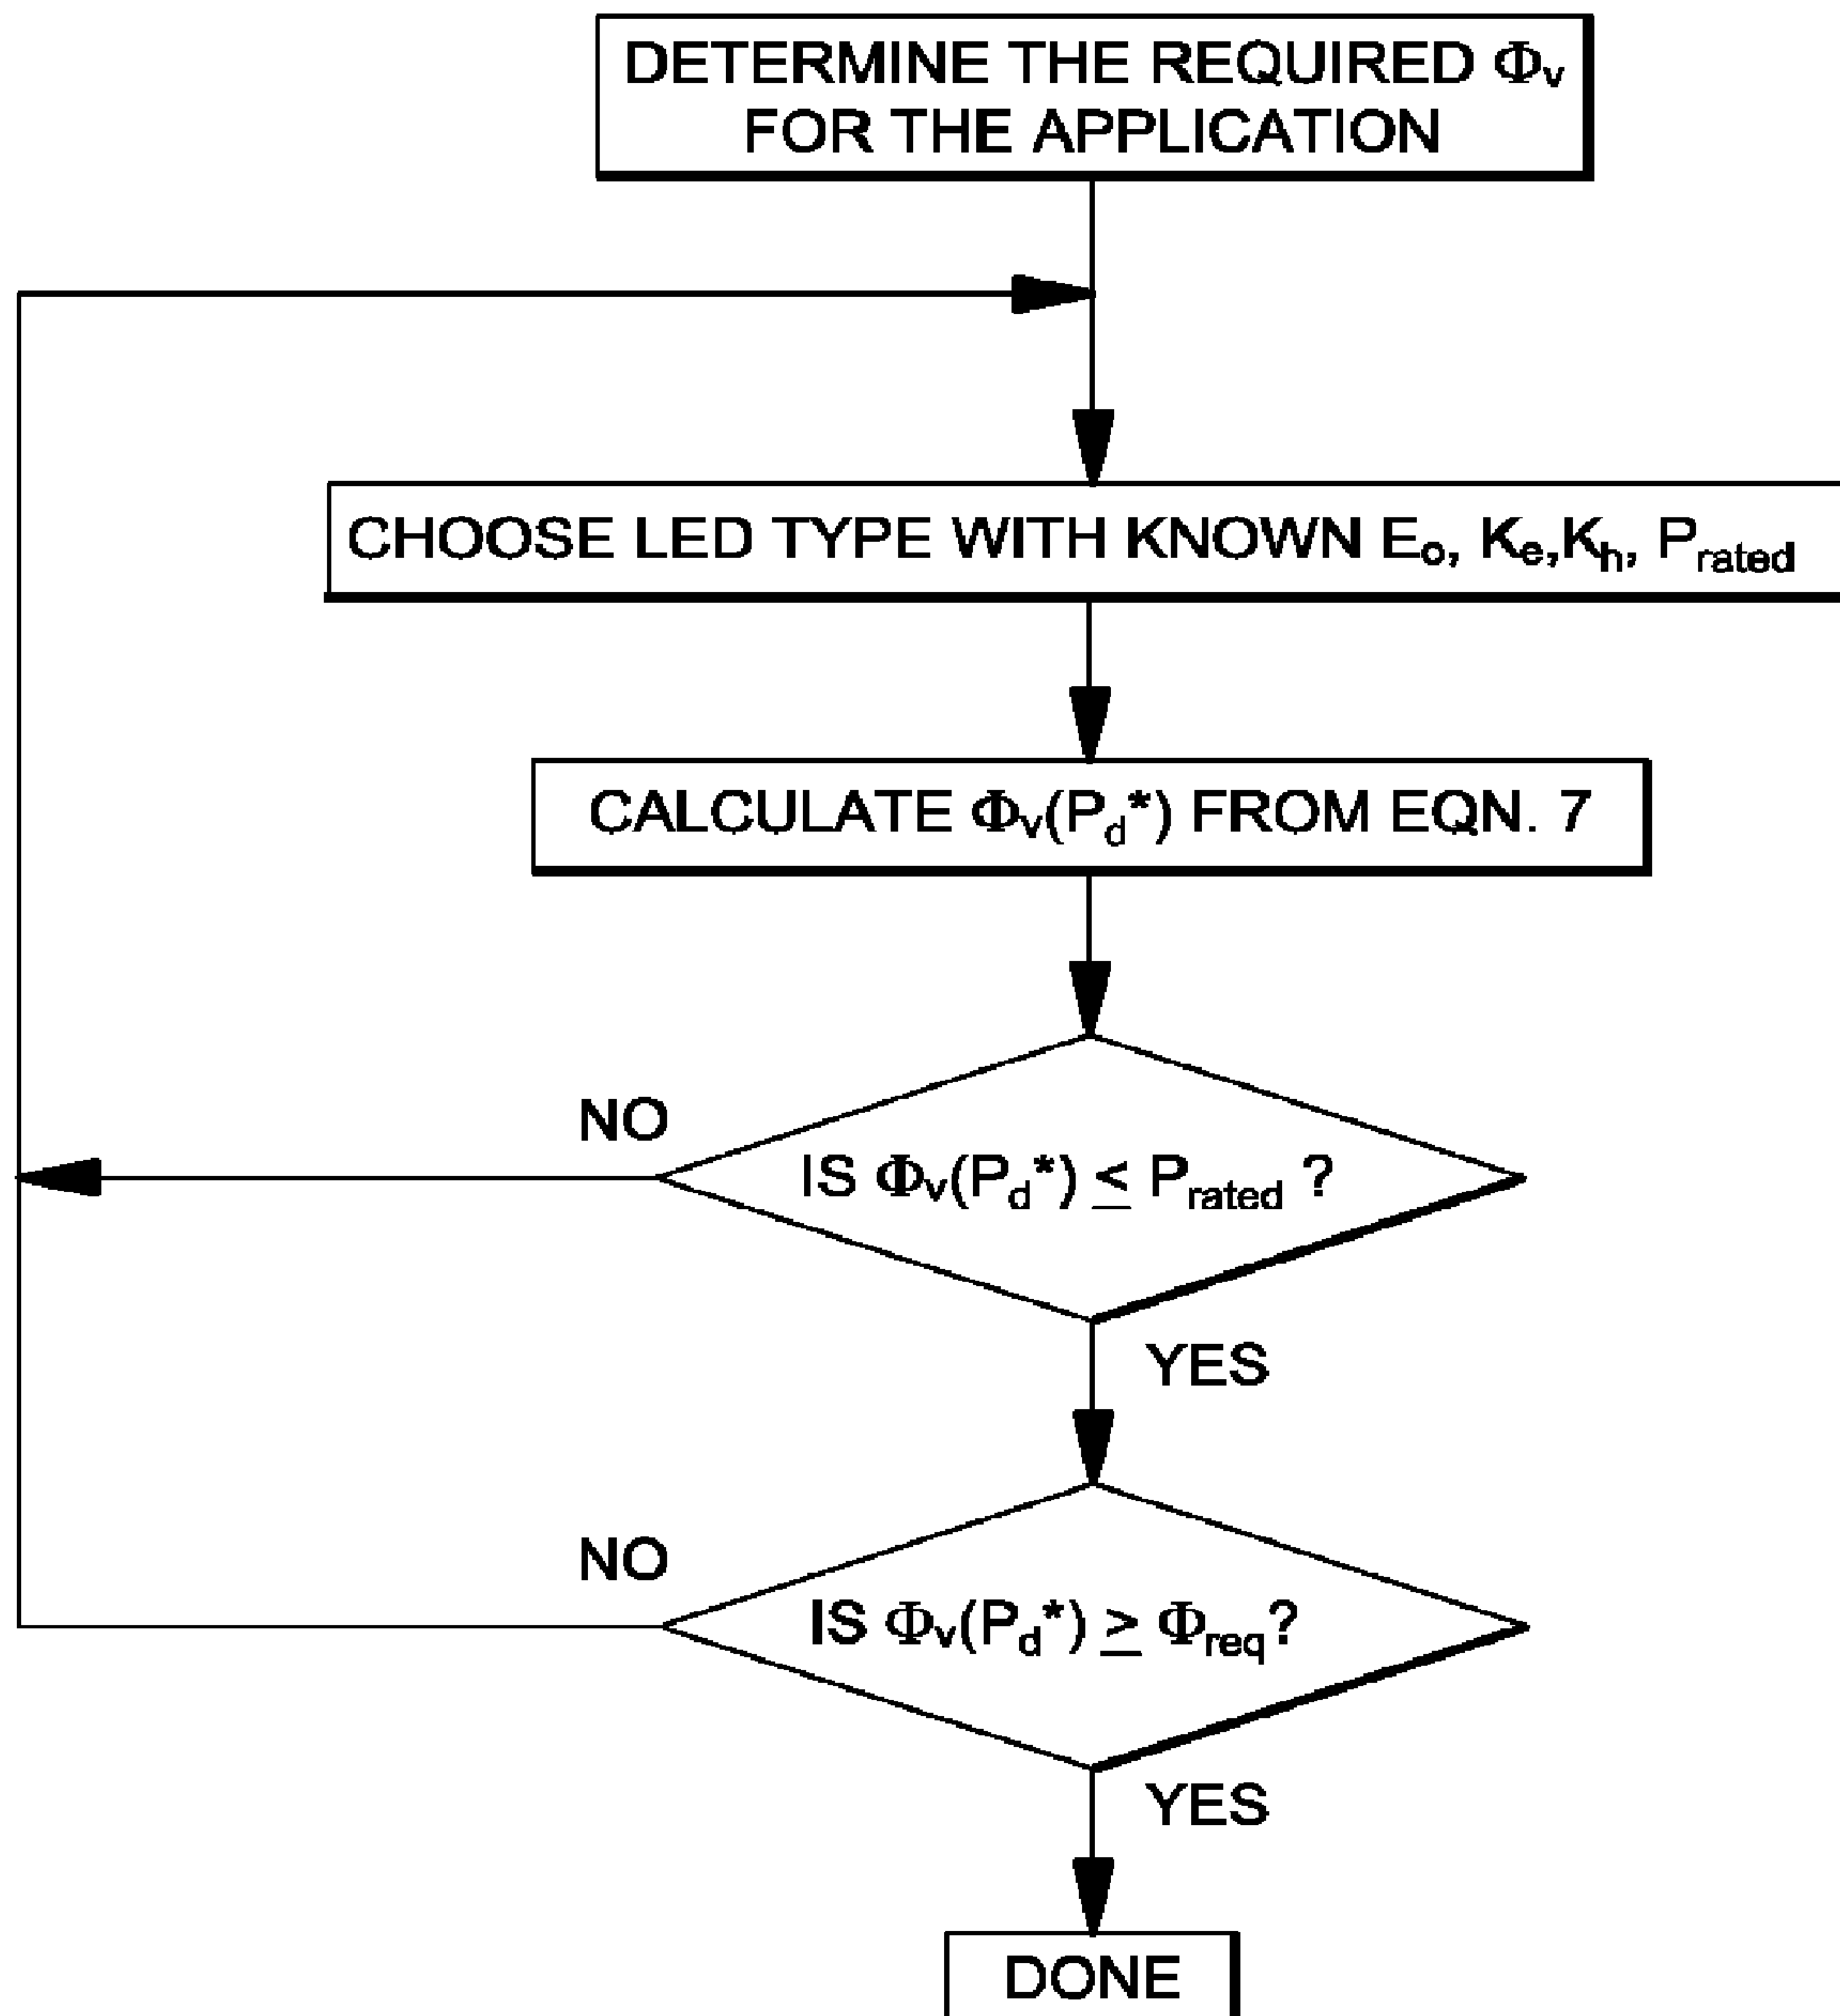 DETERMINE THE REQUIRED Φv
FOR THE APPLICATION
CHOOSE LED TYPE WITH KNOWN Eo, Ke,Kh, Prated
CALCULATE Φv(Pd*) FROM EQN. 7
NO
IS Φv(Pd*) ≤ Prated ?
YES
NO
IS Φv(Pd*) ≥ Φreq?
YES
DONE